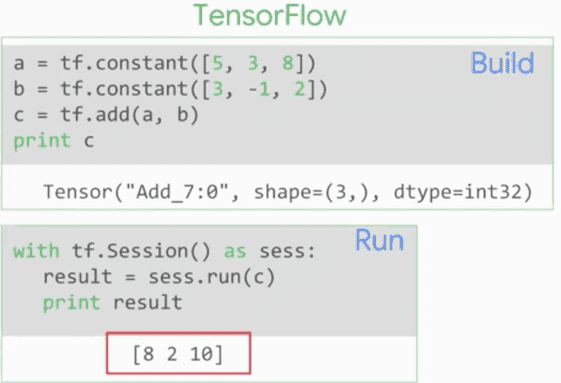 TensorFlow
a = tf.constant([5, 3, 8])
Build
b = tf.constant([3, -1, 2])
c = tf.add(a, b)
print c
Tensor("Add_7:0", shape=(3,), dtype=int32)
with tf.Session() as sess:
Run
result = sess.run(c)
print result
[8 2 10]